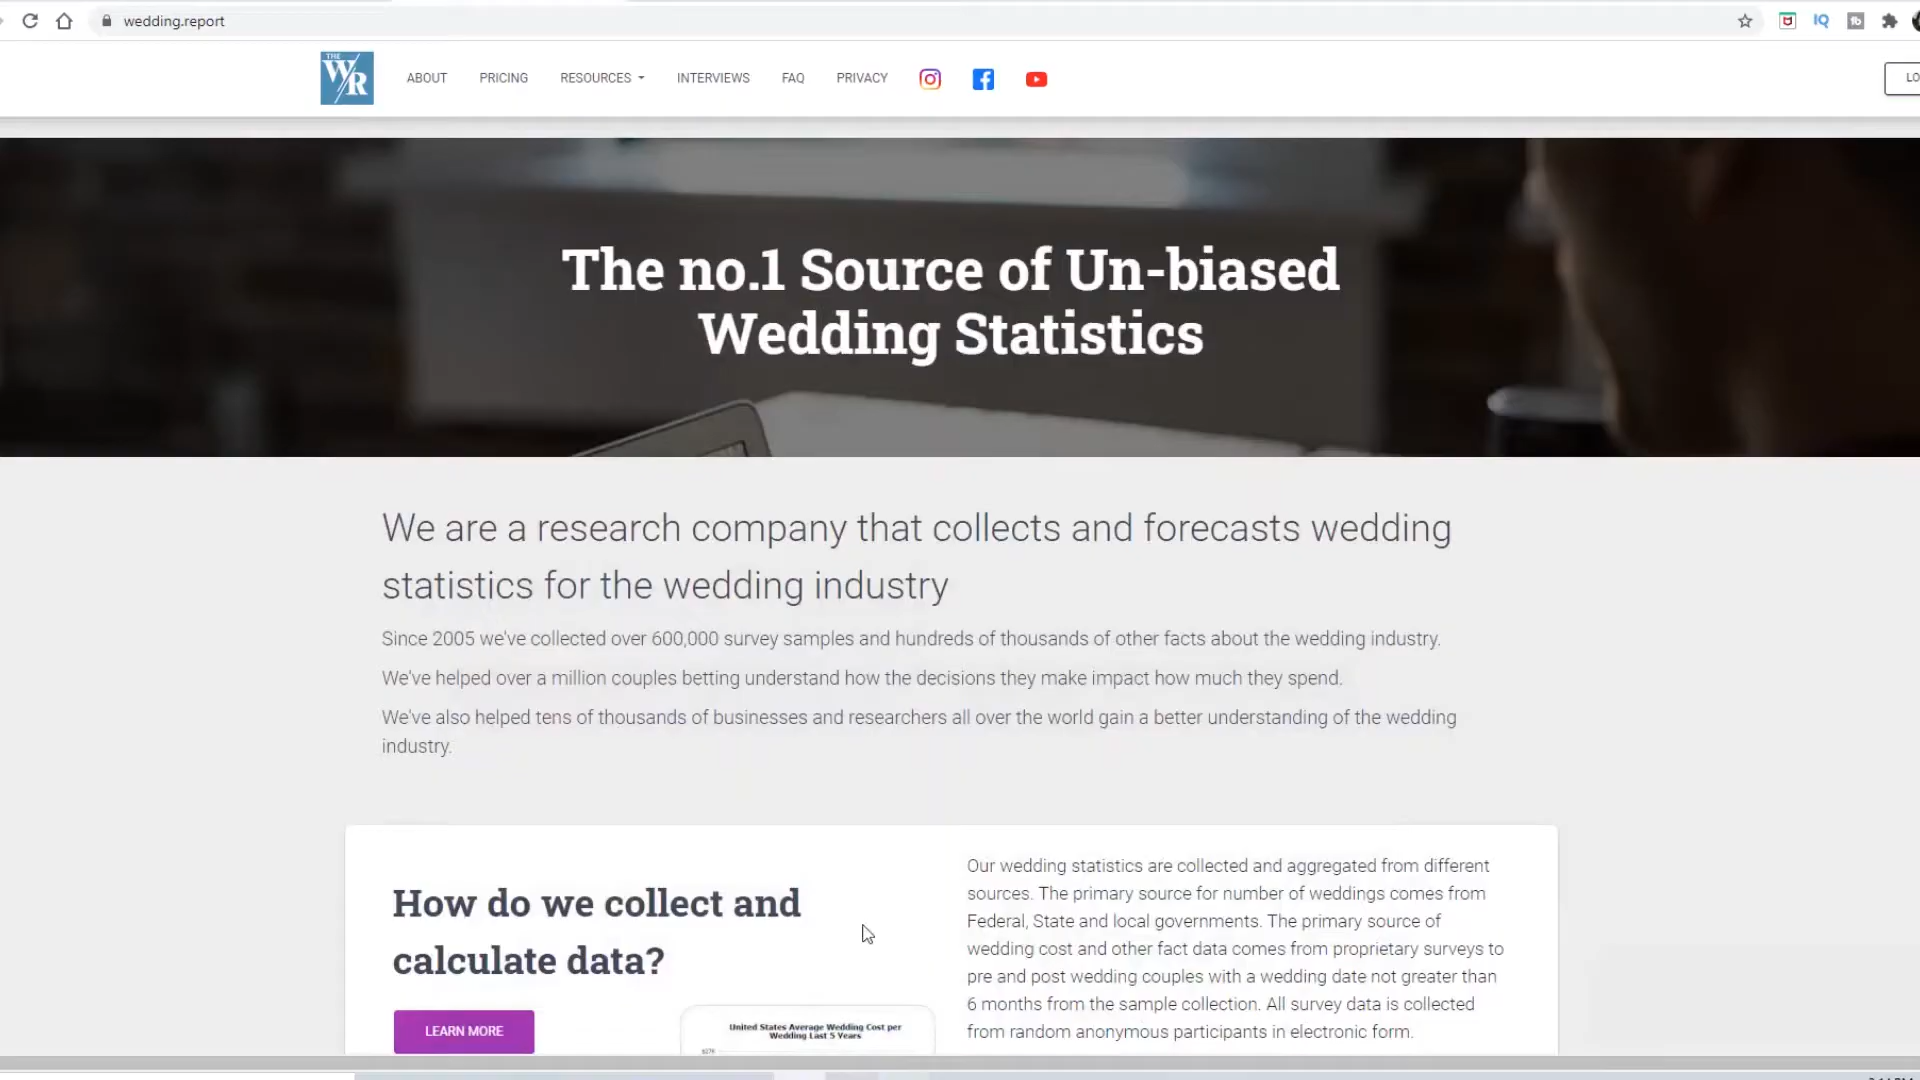 wedding.report
THE
W/R
ABOUT
PRICING
RESOURCES
INTERVIEWS
FAQ
PRIVACY
LO
The no.1 Source of Un-biased
Wedding Statistics
We are a research company that collects and forecasts wedding
statistics for the wedding industry
Since 2005 we've collected over 600,000 survey samples and hundreds of thousands of other facts about the wedding industry.
We've helped over a million couples betting understand how the decisions they make impact how much they spend.
We've also helped tens of thousands of businesses and researchers all over the world gain a better understanding of the wedding
industry.
How do we collect and
calculate data?
LEARN MORE
United States Average Wedding Cost per
Wedding Last 5 Years
$27K
Our wedding statistics are collected and aggregated from different
sources. The primary source for number of weddings comes from
Federal, State and local governments. The primary source of
wedding cost and other fact data comes from proprietary surveys to
pre and post wedding couples with a wedding date not greater than
6 months from the sample collection. All survey data is collected
from random anonymous participants in electronic form.